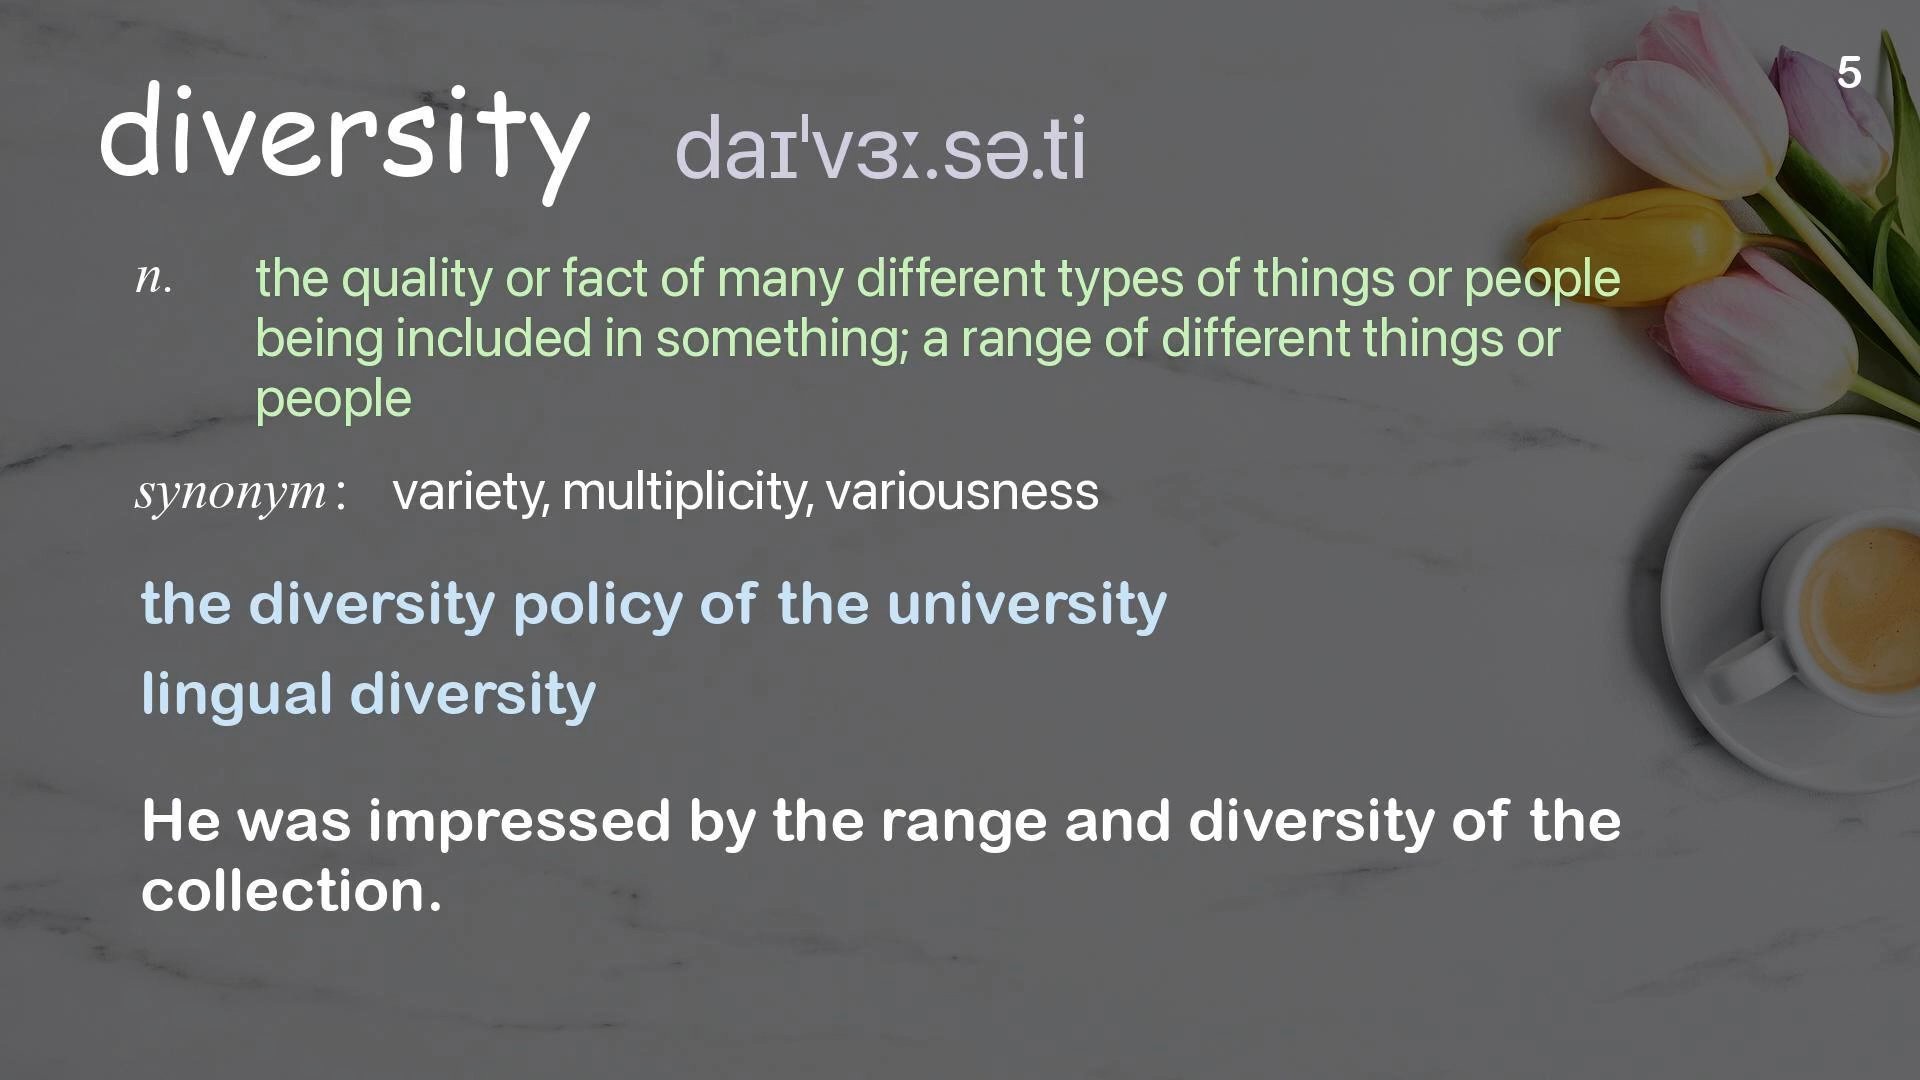 5
diversity daɪˈvɜː.sə.ti
n. the quality or fact of many different types of things or people
being included in something; a range of different things or
people
synonym: variety, multiplicity, variousness
the diversity policy of the university
lingual diversity
He was impressed by the range and diversity of the
collection.